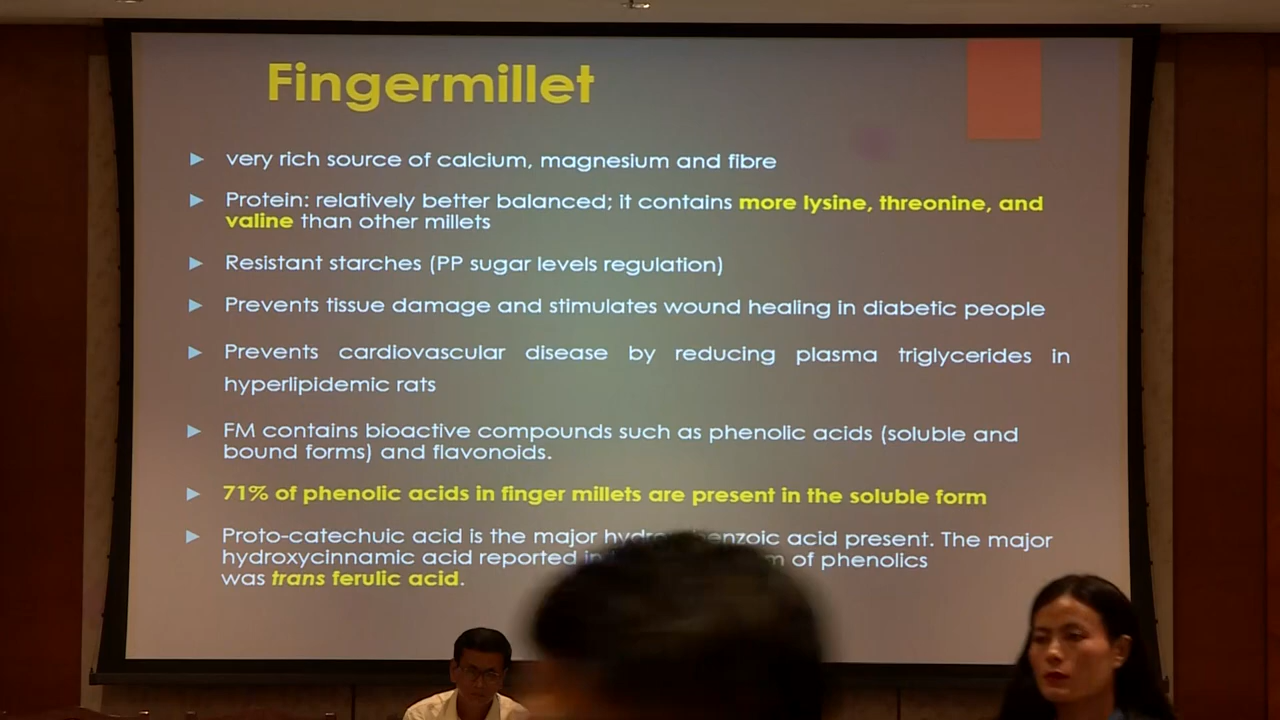 Fingermillet
very rich source of calcium, magnesium and fibre
Protein: relatively better balanced; it contains more lysine, threonine, and
valine than other millets
Resistant starches (PP sugar levels regulation)
Prevents tissue damage and stimulates wound healing in diabetic people
Prevents cardiovascular disease by reducing plasma triglycerides in
hyperlipidemic rats
FM contains bioactive compounds such as phenolic acids (soluble and
bound forms) and flavonoids.
71% of phenolic acids in finger millets are present in the soluble form
Proto-catechuic acid is the major acid present. The major
hydroxycinnamic acid reported in of phenolics
was trans ferulic acid.